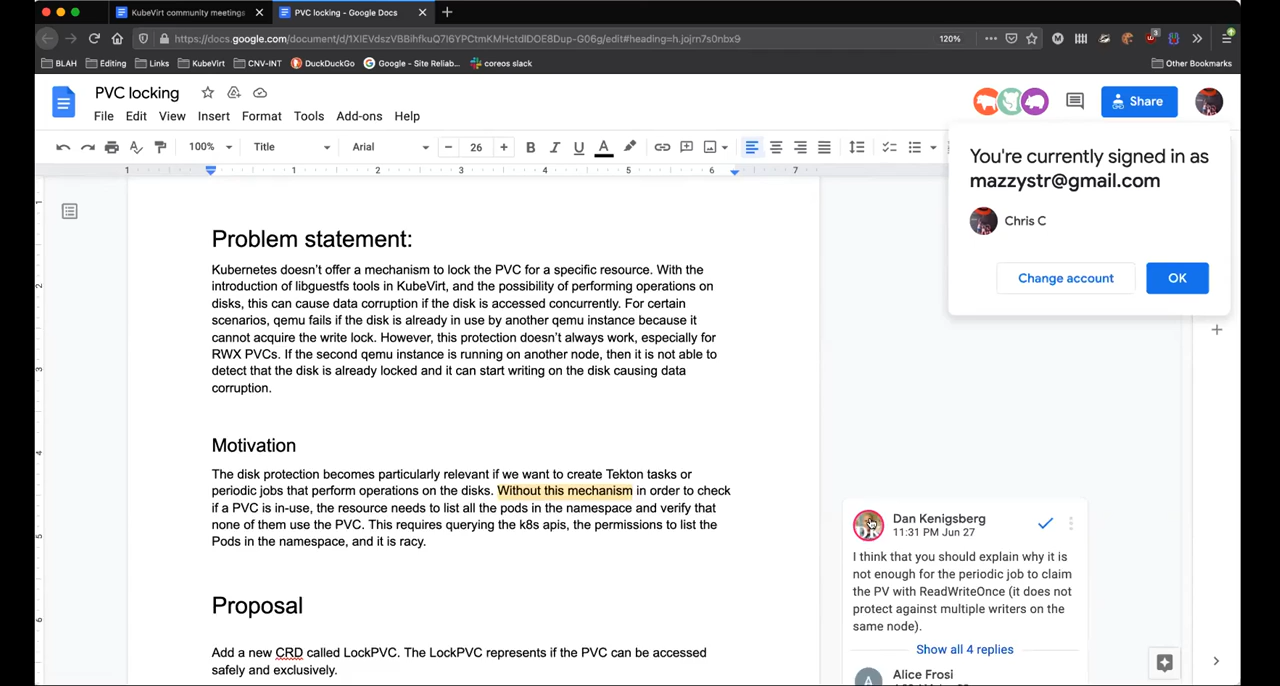 KubeVirt community meetings
PVC locking - Google Docs
120%
BLAH Editing Links KubeVirt CNV-INT DuckDuckGo Google - Site Reliab... coreos slack Other Bookmarks
PVC locking
Share
File Edit View Insert Format Tools Add-ons Help
100% Title Arial 26 B I U A
1 1 2 3 4 5 6 7
You're currently signed in as
mazzystr@gmail.com
Chris C
Change account OK
Problem statement:
Kubernetes doesn't offer a mechanism to lock the PVC for a specific resource. With the
introduction of libguestfs tools in KubeVirt, and the possibility of performing operations on
disks, this can cause data corruption if the disk is accessed concurrently. For certain
scenarios, qemu fails if the disk is already in use by another qemu instance because it
cannot acquire the write lock. However, this protection doesn't always work, especially for
RWX PVCs. If the second qemu instance is running on another node, then it is not able to
detect that the disk is already locked and it can start writing on the disk causing data
corruption.
Motivation
The disk protection becomes particularly relevant if we want to create Tekton tasks or
periodic jobs that perform operations on the disks. Without this mechanism in order to check
if a PVC is in-use, the resource needs to list all the pods in the namespace and verify that
none of them use the PVC. This requires querying the k8s apis, the permissions to list the
Pods in the namespace, and it is racy.
Proposal
Add a new CRD called LockPVC. The LockPVC represents if the PVC can be accessed
safely and exclusively.
Dan Kenigsberg
11:31 PM Jun 27
I think that you should explain why it is
not enough for the periodic job to claim
the PV with ReadWriteOnce (it does not
protect against multiple writers on the
same node).
Show all 4 replies
A Alice Frosi